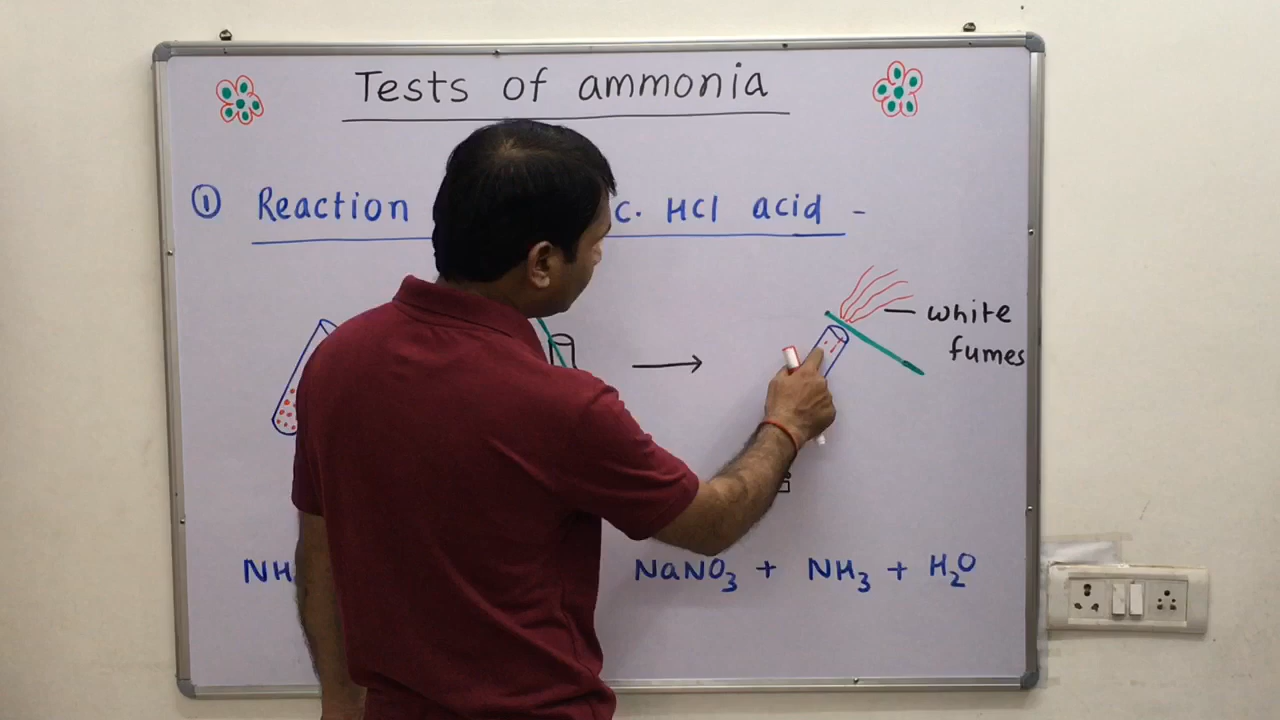 Tests of ammonia
① Reaction c. HCl acid -
white
fumes
NH NaNO₃ + NH₃ + H₂O